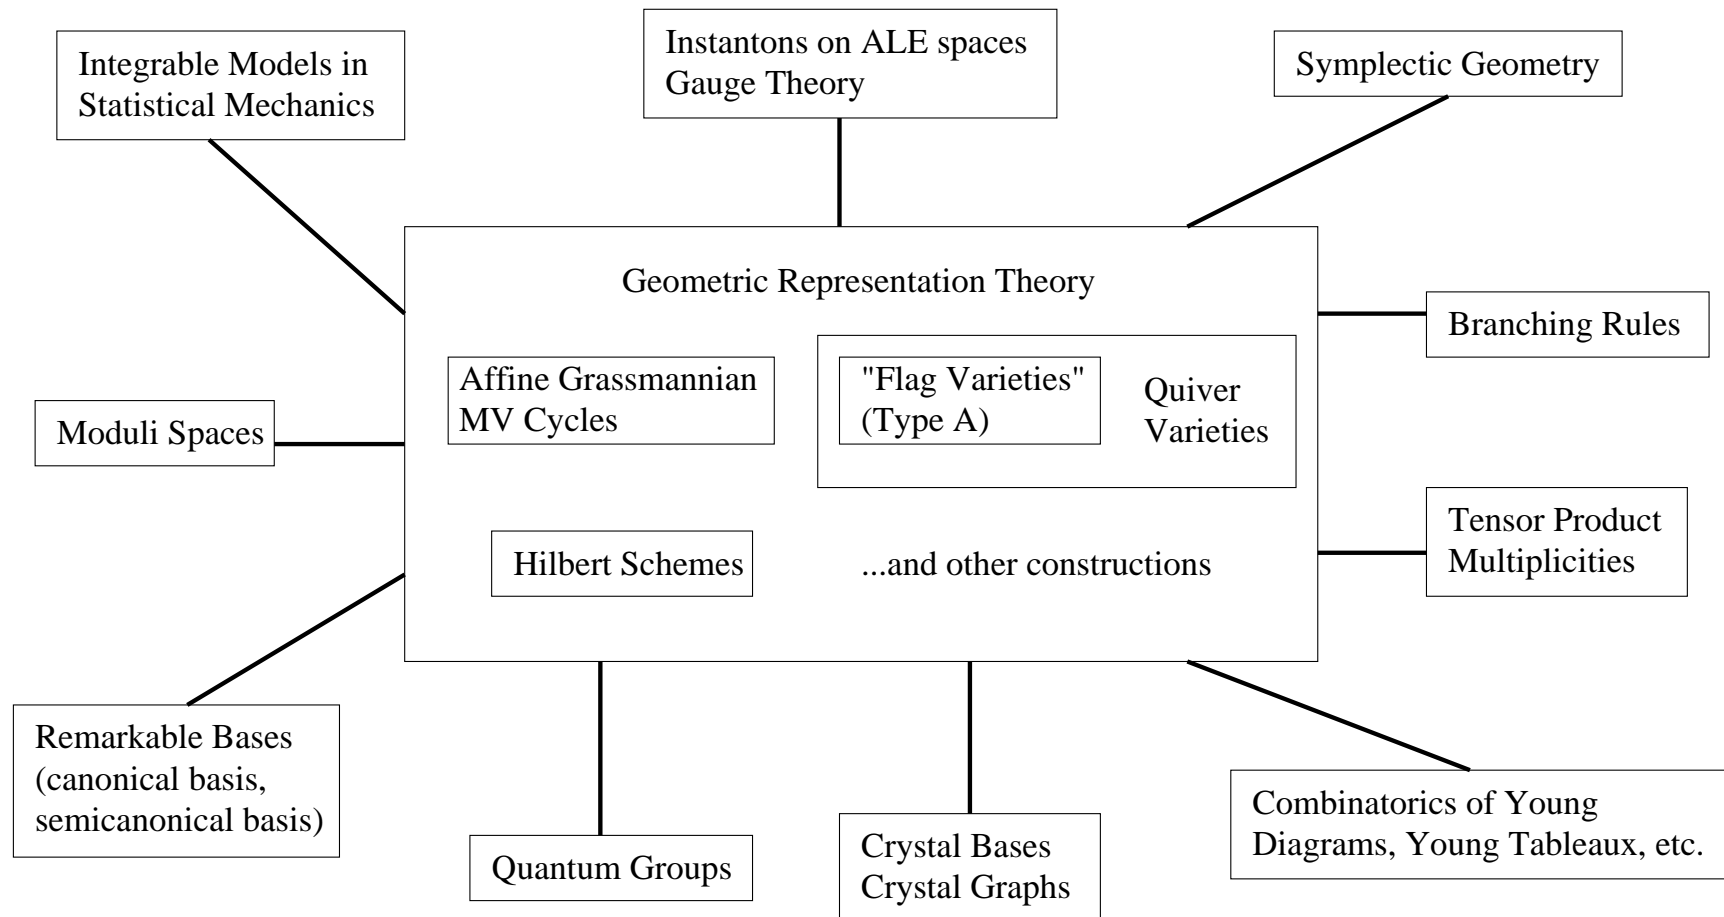 Integrable Models in
Statistical Mechanics
Instantons on ALE spaces
Gauge Theory
Symplectic Geometry
Geometric Representation Theory
Branching Rules
Affine Grassmannian
MV Cycles
"Flag Varieties"
(Type A)
Quiver
Varieties
Moduli Spaces
Tensor Product
Multiplicities
Hilbert Schemes
...and other constructions
Remarkable Bases
(canonical basis,
semicanonical basis)
Quantum Groups
Crystal Bases
Crystal Graphs
Combinatorics of Young
Diagrams, Young Tableaux, etc.